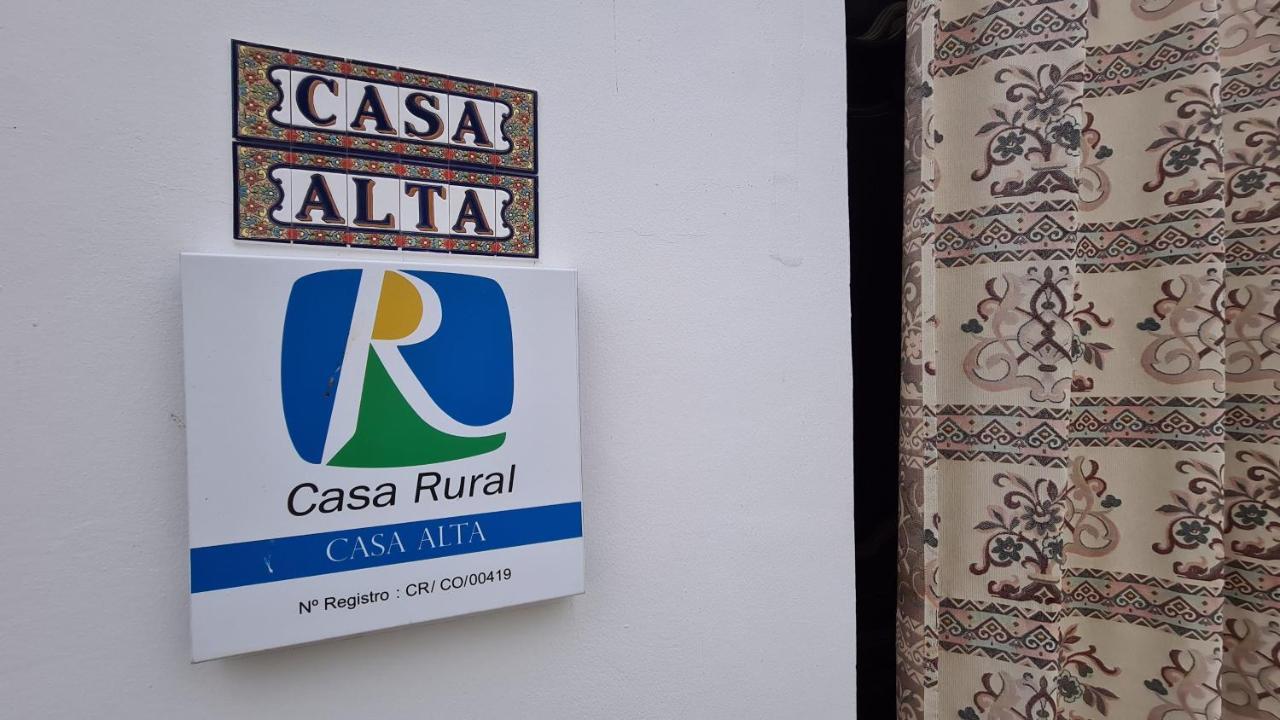 CASA
ALTA
R
Casa Rural
CASA ALTA
Nº Registro : CR/ CO/00419